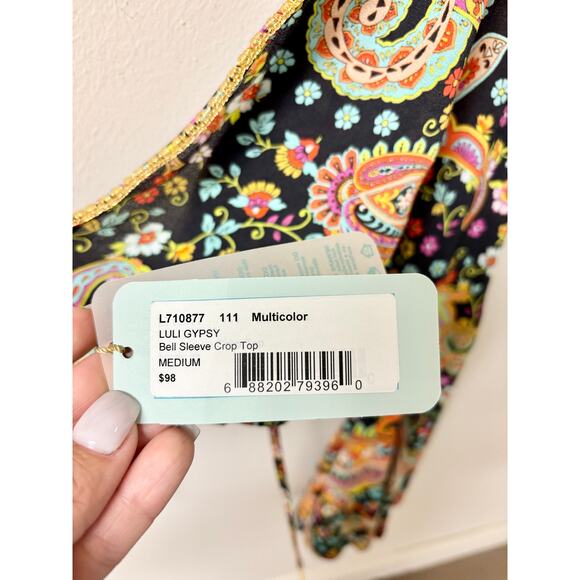 L710877 111 Multicolor
LULI GYPSY
Bell Sleeve Crop Top
MEDIUM
$98
6 88202 79396 0